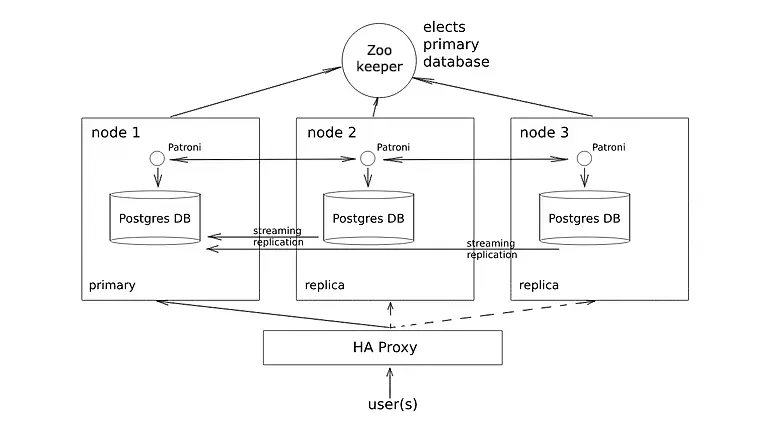 Zoo
keeper
elects
primary
database
node 1
Patroni
Postgres DB
primary
node 2
Patroni
Postgres DB
replica
node 3
Patroni
Postgres DB
replica
streaming
replication
streaming
replication
HA Proxy
user(s)